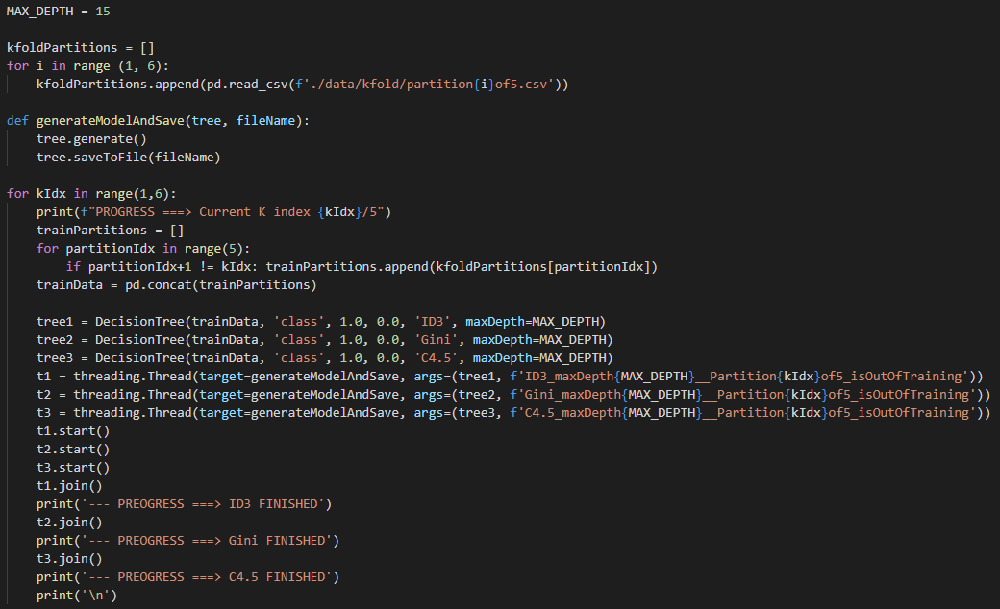 MAX_DEPTH = 15
kfoldPartitions = []
for i in range (1, 6):
    kfoldPartitions.append(pd.read_csv(f'./data/kfold/partition{i}of5.csv'))
def generateModelAndSave(tree, fileName):
    tree.generate()
    tree.saveToFile(fileName)
for kIdx in range(1,6):
    print(f"PROGRESS ===> Current K index {kIdx}/5")
    trainPartitions = []
    for partitionIdx in range(5):
        if partitionIdx+1 != kIdx: trainPartitions.append(kfoldPartitions[partitionIdx])
    trainData = pd.concat(trainPartitions)
    tree1 = DecisionTree(trainData, 'class', 1.0, 0.0, 'ID3', maxDepth=MAX_DEPTH)
    tree2 = DecisionTree(trainData, 'class', 1.0, 0.0, 'Gini', maxDepth=MAX_DEPTH)
    tree3 = DecisionTree(trainData, 'class', 1.0, 0.0, 'C4.5', maxDepth=MAX_DEPTH)
    t1 = threading.Thread(target=generateModelAndSave, args=(tree1, f'ID3_maxDepth{MAX_DEPTH}__Partition{kIdx}of5_isOutOfTraining'))
    t2 = threading.Thread(target=generateModelAndSave, args=(tree2, f'Gini_maxDepth{MAX_DEPTH}__Partition{kIdx}of5_isOutOfTraining'))
    t3 = threading.Thread(target=generateModelAndSave, args=(tree3, f'C4.5_maxDepth{MAX_DEPTH}__Partition{kIdx}of5_isOutOfTraining'))
    t1.start()
    t2.start()
    t3.start()
    t1.join()
    print('--- PREOGRESS ===> ID3 FINISHED')
    t2.join()
    print('--- PREOGRESS ===> Gini FINISHED')
    t3.join()
    print('--- PREOGRESS ===> C4.5 FINISHED')
    print('\n')